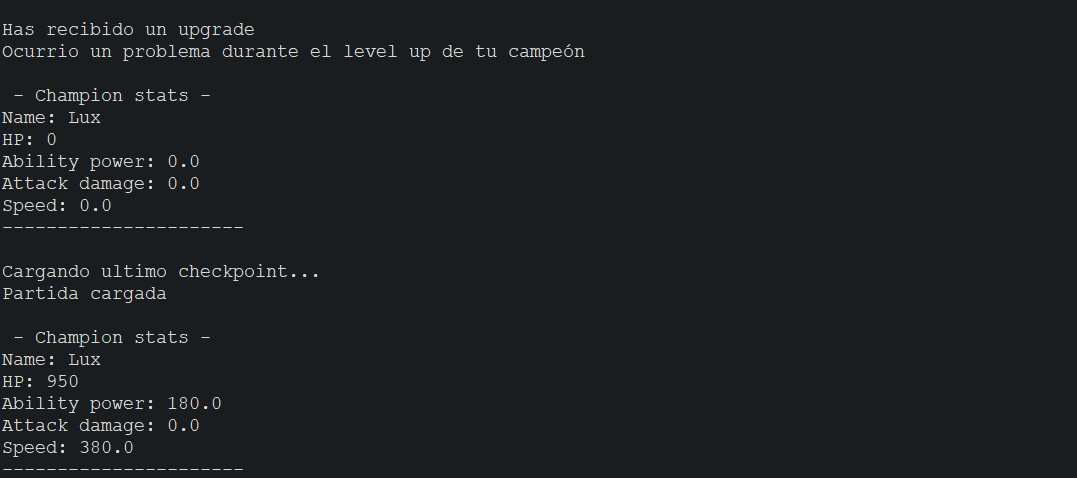 Has recibido un upgrade
Ocurrio un problema durante el level up de tu campeón
- Champion stats -
Name: Lux
HP: 0
Ability power: 0.0
Attack damage: 0.0
Speed: 0.0
----------------------
Cargando ultimo checkpoint...
Partida cargada
- Champion stats -
Name: Lux
HP: 950
Ability power: 180.0
Attack damage: 0.0
Speed: 380.0
----------------------